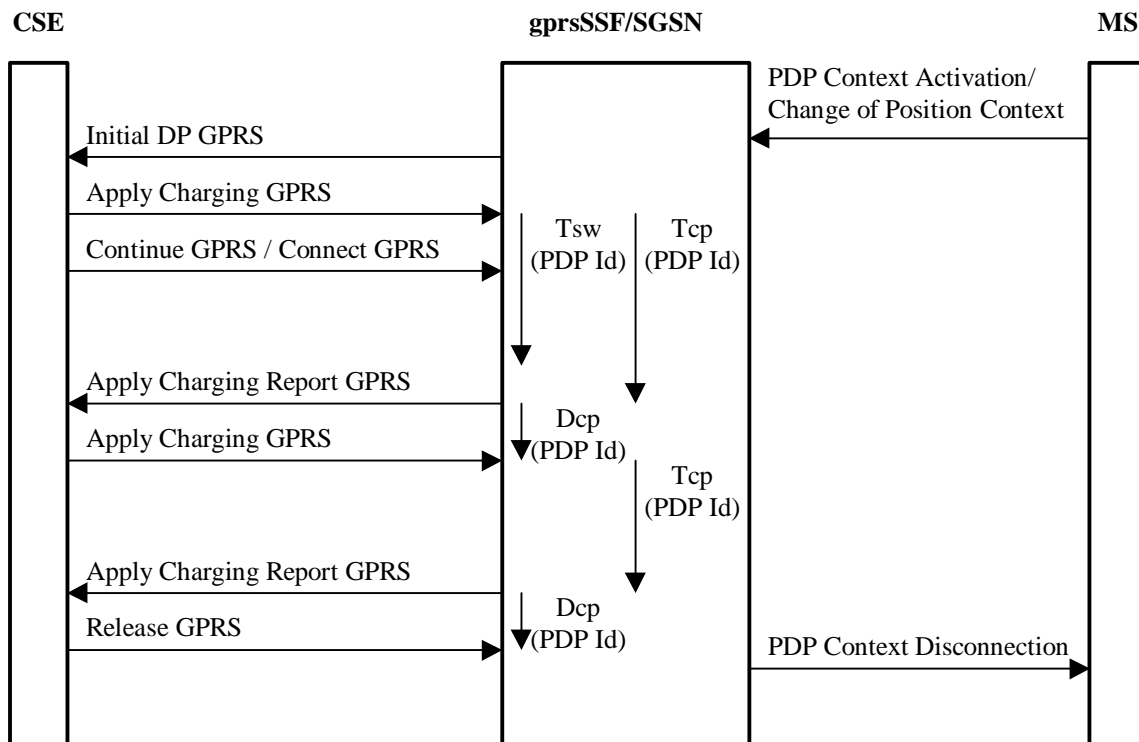 CSE
gprsSSF/SGSN
MS
PDP Context Activation/
Change of Position Context
Initial DP GPRS
Apply Charging GPRS
Tsw
(PDP Id)
Tcp
(PDP Id)
Continue GPRS / Connect GPRS
Apply Charging Report GPRS
Dcp
(PDP Id)
Apply Charging GPRS
Tcp
(PDP Id)
Apply Charging Report GPRS
Dcp
(PDP Id)
Release GPRS
PDP Context Disconnection